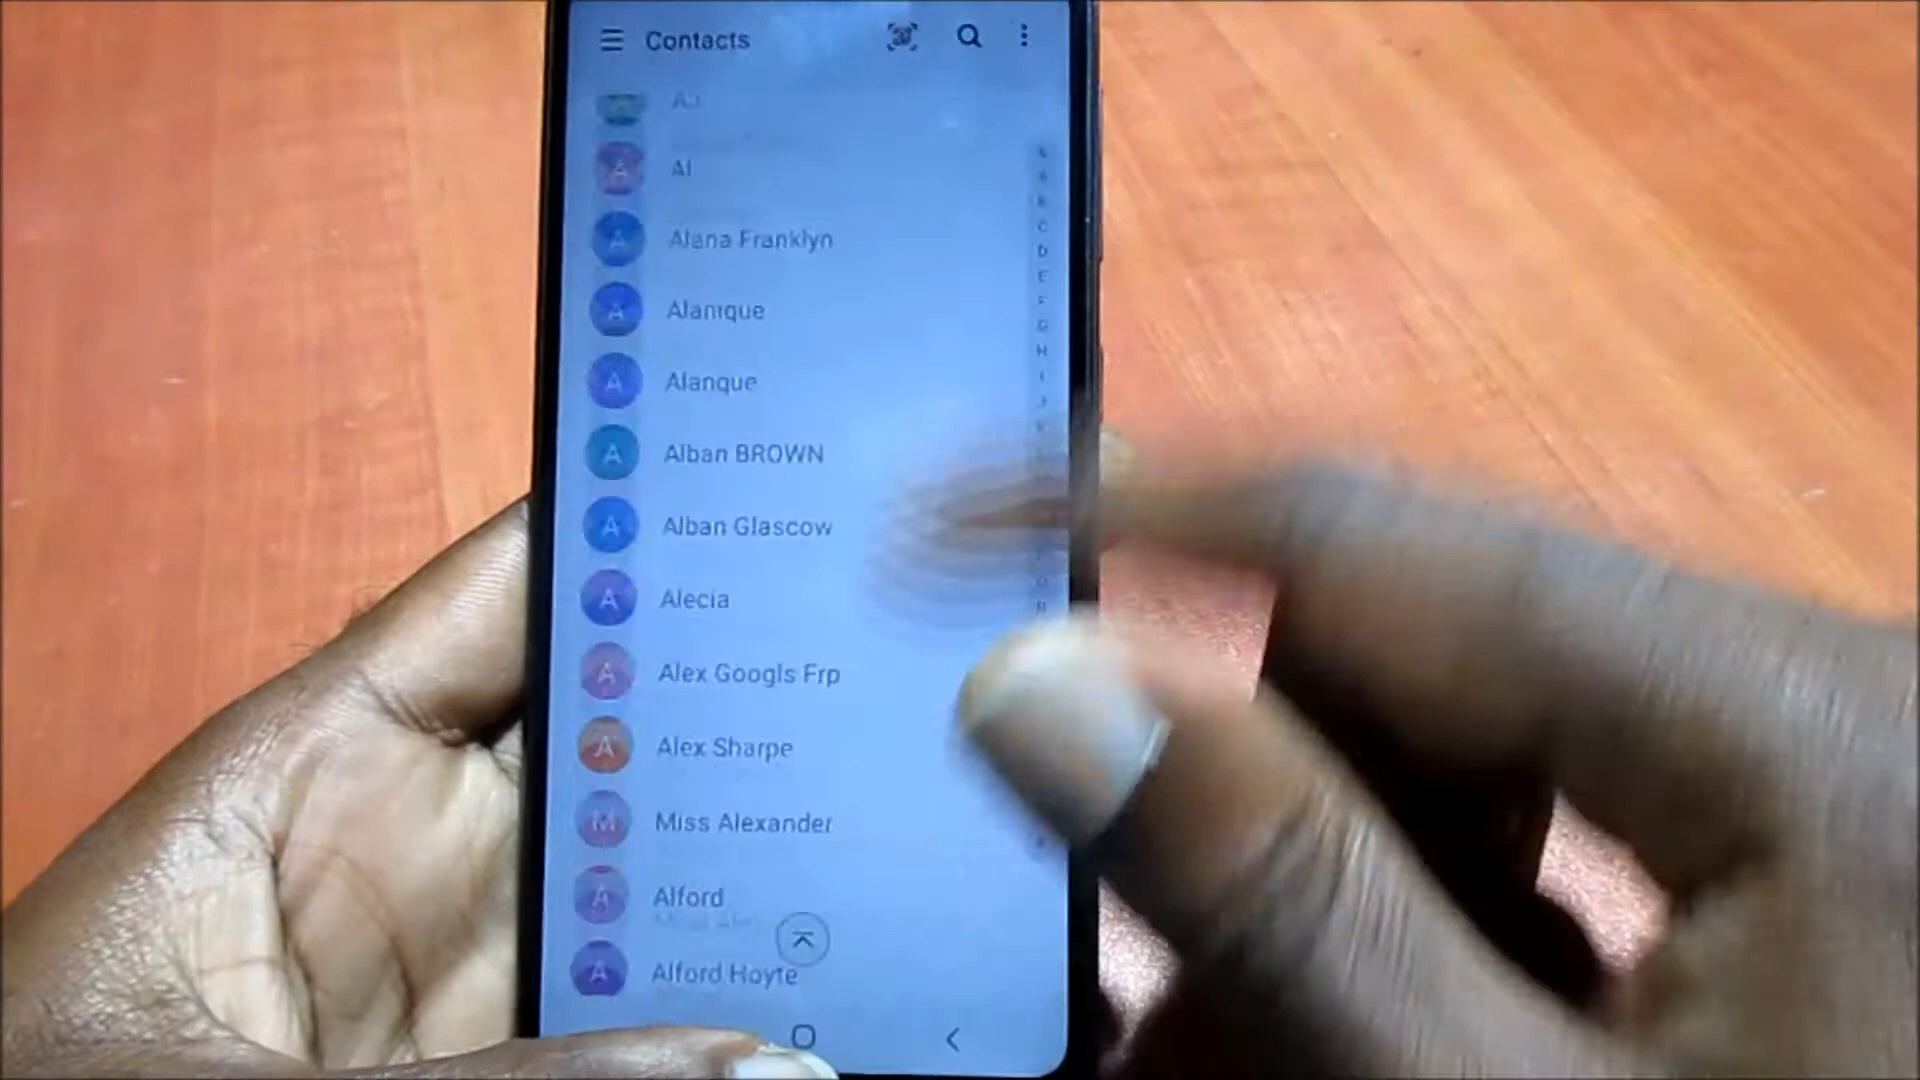 Contacts
AJ
A Al
A Alana Franklyn
A Alanique
A Alanque
A Alban BROWN
A Alban Glascow
A Alecia
A Alex Googls Frp
A Alex Sharpe
M Miss Alexander
A Alford
A Alford Hoyte
C
D
E
F
G
H
I
J